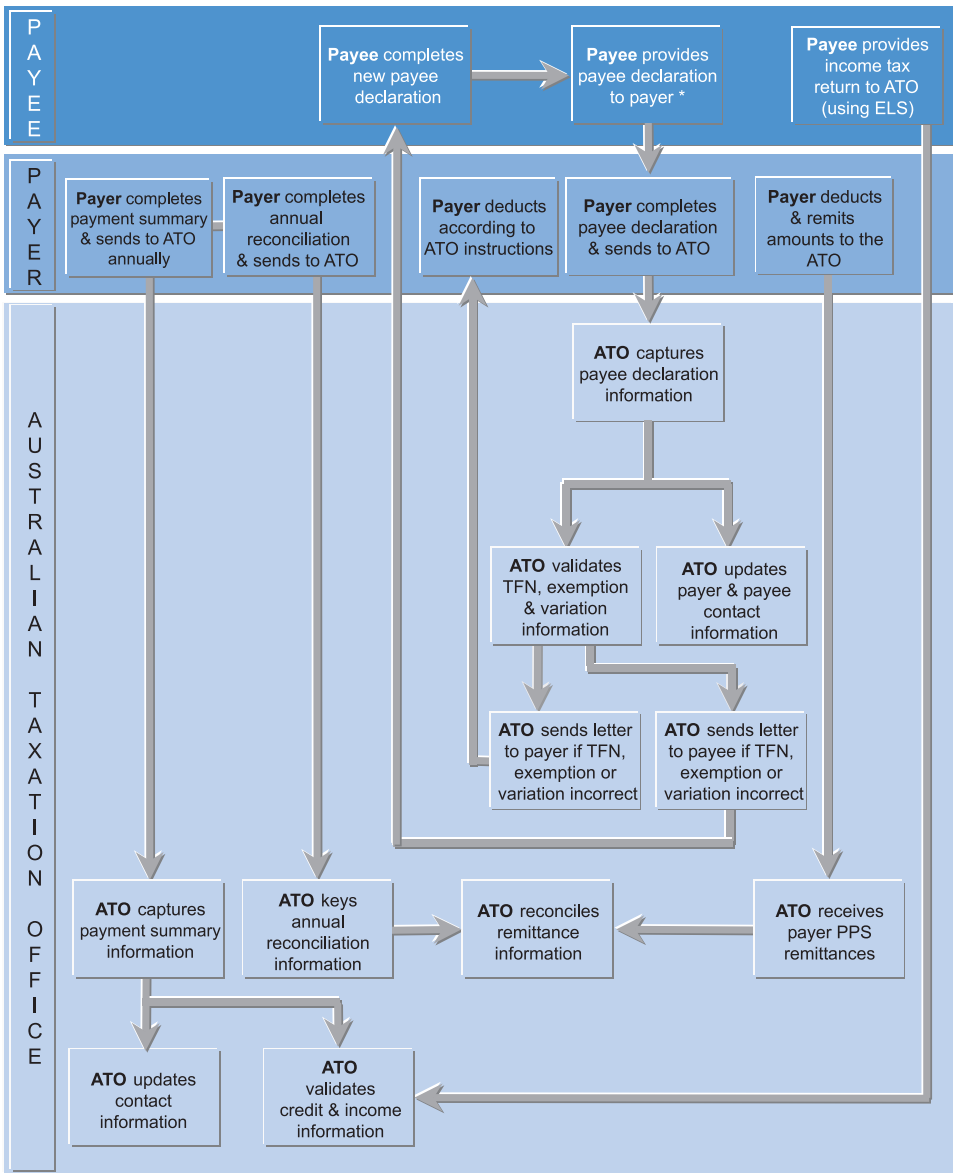 PAYEE
Payee completes
new payee
declaration
Payee provides
payee declaration
to payer *
Payee provides
income tax
return to ATO
(using ELS)
PAYER
Payer completes
payment summary
& sends to ATO
annually
Payer completes
annual
reconciliation
& sends to ATO
Payer deducts
according to
ATO instructions
Payer completes
payee declaration
& sends to ATO
Payer deducts
& remits
amounts to the
ATO
AUSTRALIAN TAXATION OFFICE
ATO captures
payee declaration
information
ATO validates
TFN, exemption
& variation
information
ATO updates
payer & payee
contact
information
ATO sends letter
to payer if TFN,
exemption or
variation incorrect
ATO sends letter
to payee if TFN,
exemption or
variation incorrect
ATO captures
payment summary
information
ATO keys
annual
reconciliation
information
ATO reconciles
remittance
information
ATO receives
payer PPS
remittances
ATO updates
contact
information
ATO
validates
credit & income
information